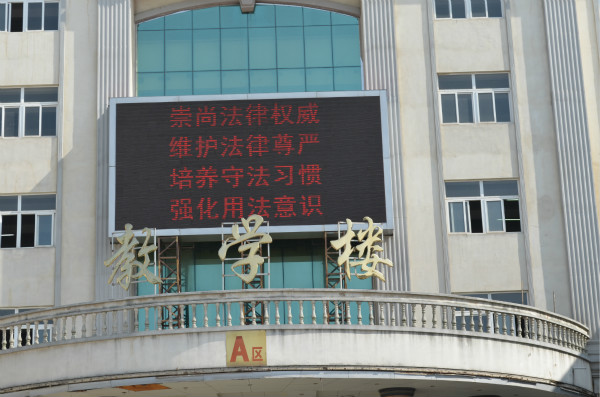 崇尚法律权威
维护法律尊严
培养守法习惯
强化用法意识
教学楼
A区